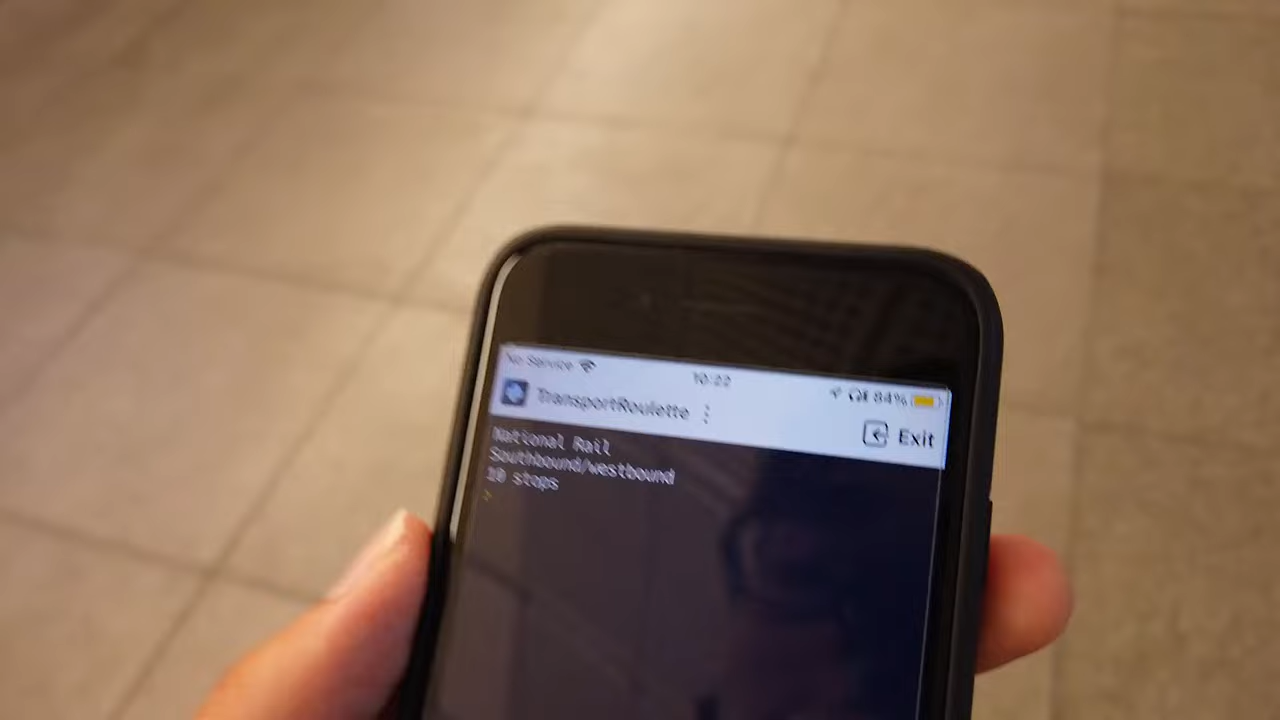 No Service 10:22 84%
TransportRoulette Exit
National Rail
Southbound/westbound
10 stops
>